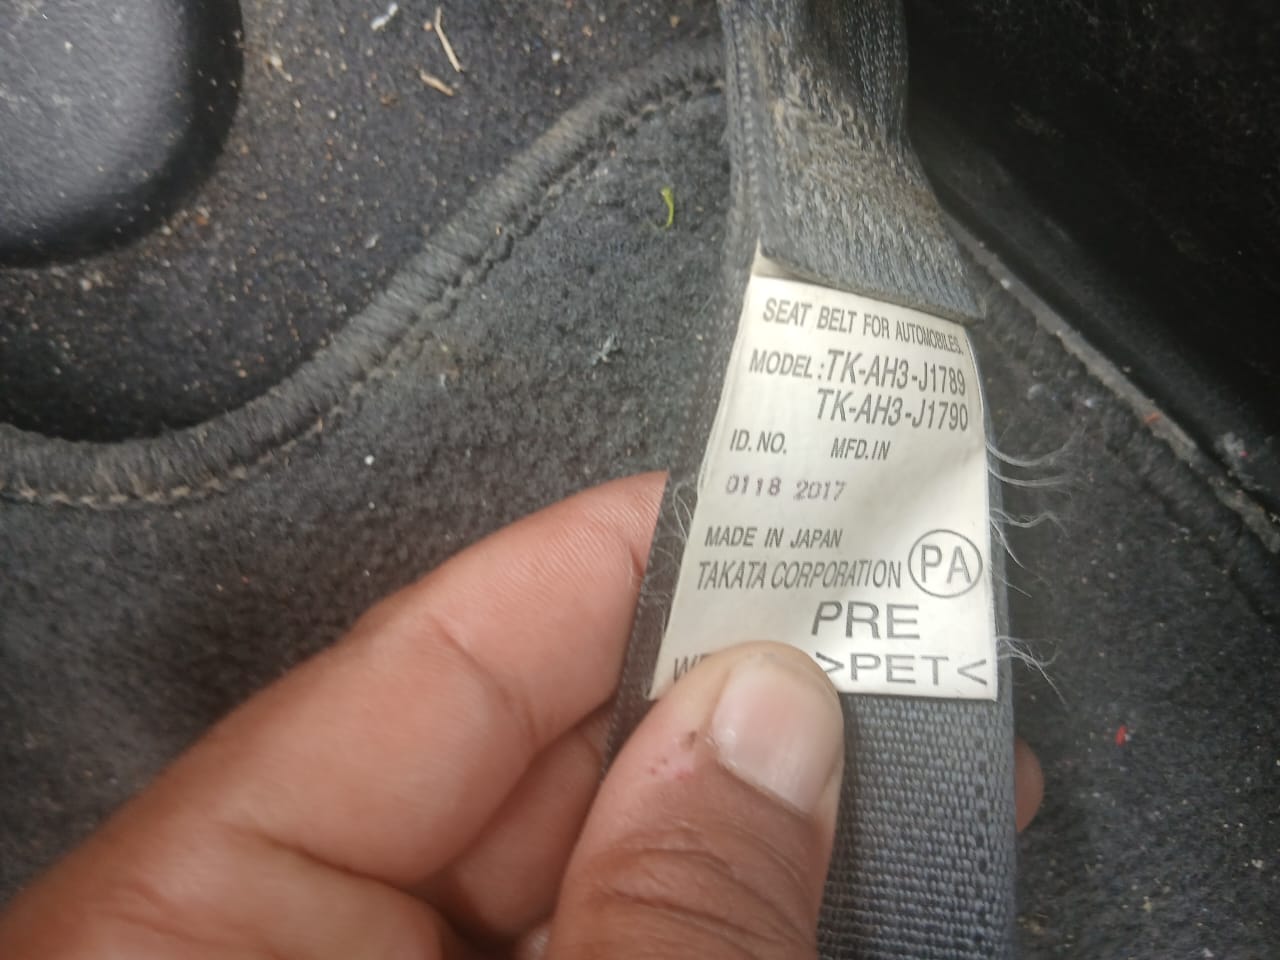 SEAT BELT FOR AUTOMOBILES.
MODEL:TK-AH3-J1789
TK-AH3-J1790
ID.NO. MFD.IN
0118 2017
MADE IN JAPAN
TAKATA CORPORATION PA
PRE
>PET<